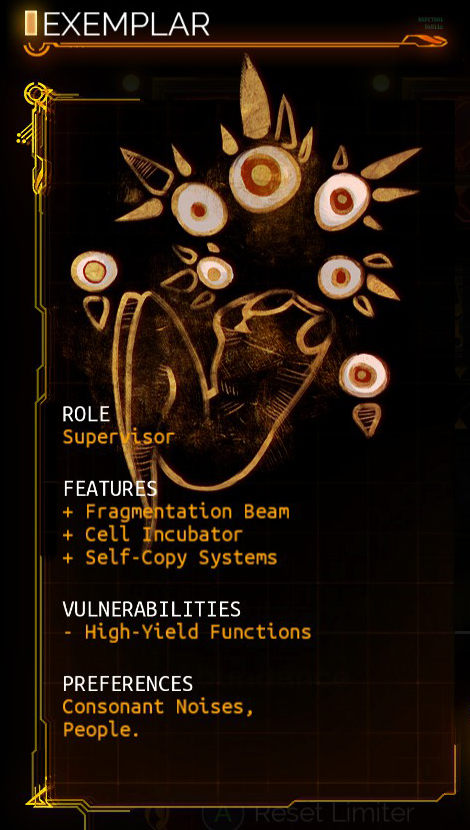 EXEMPLAR
ROLE
Supervisor
FEATURES
+ Fragmentation Beam
+ Cell Incubator
+ Self-Copy Systems
VULNERABILITIES
- High-Yield Functions
PREFERENCES
Consonant Noises,
People.
A Reset Limiter